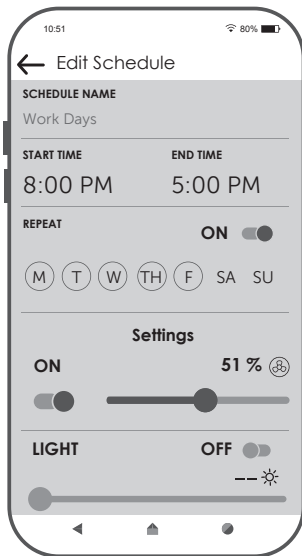 10:51 80%
Edit Schedule
SCHEDULE NAME
Work Days
START TIME END TIME
8:00 PM 5:00 PM
REPEAT ON
M T W TH F SA SU
Settings
ON 51 %
LIGHT OFF
--